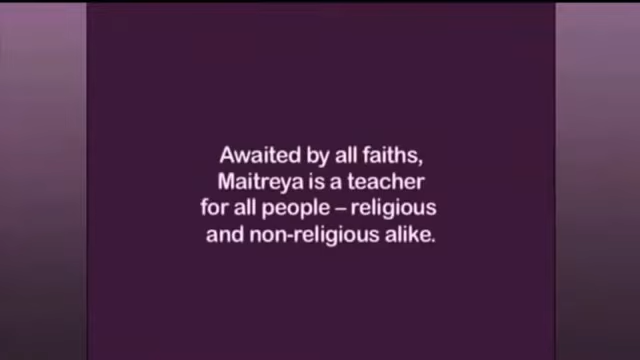 Awaited by all faiths,
Maitreya is a teacher
for all people – religious
and non-religious alike.